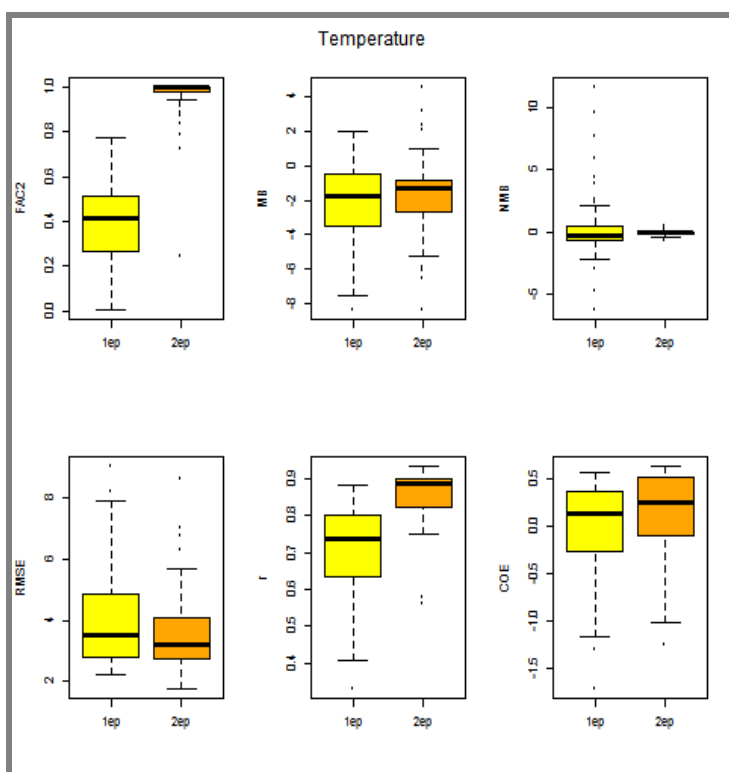 Temperature
FAC2
0.0 0.2 0.4 0.6 0.8 1.0
1ep 2ep
MB
-8 -6 -4 -2 0 2 4
1ep 2ep
NMB
-5 0 5 10
1ep 2ep
RMSE
2 4 6 8
1ep 2ep
r
0.4 0.5 0.6 0.7 0.8 0.9
1ep 2ep
COE
-1.5 -1.0 -0.5 0.0 0.5
1ep 2ep